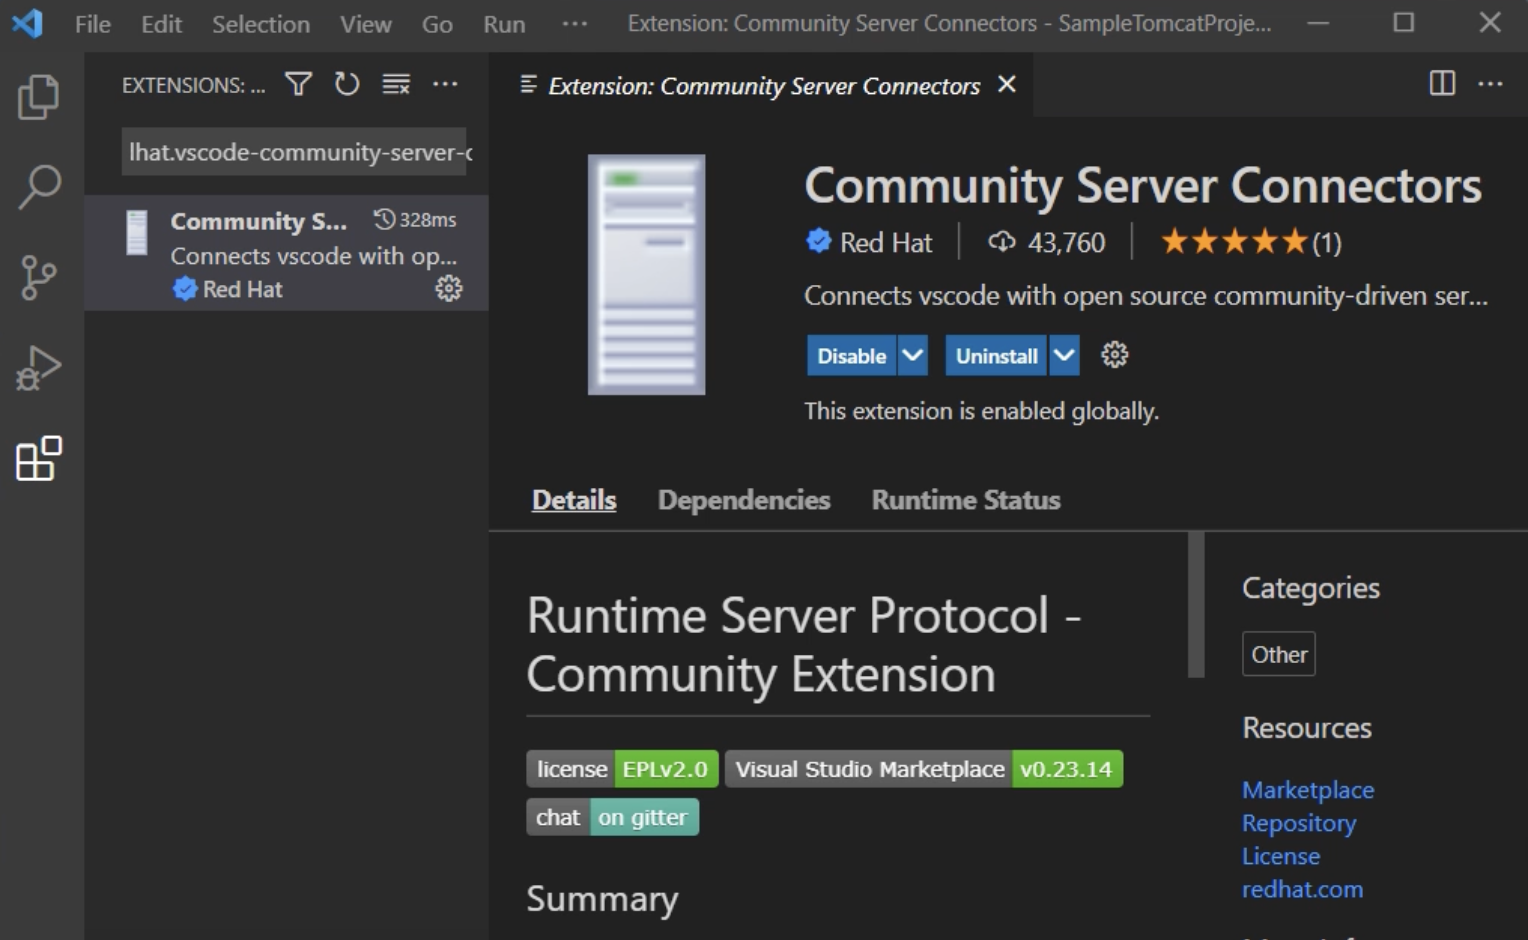 File Edit Selection View Go Run ··· Extension: Community Server Connectors - SampleTomcatProje...
EXTENSIONS: ...
lhat.vscode-community-server-c
Community S... 328ms
Connects vscode with op...
Red Hat
Extension: Community Server Connectors
Community Server Connectors
Red Hat 43,760 (1)
Connects vscode with open source community-driven ser...
Disable Uninstall
This extension is enabled globally.
Details Dependencies Runtime Status
Runtime Server Protocol -
Community Extension
license EPLv2.0 Visual Studio Marketplace v0.23.14
chat on gitter
Summary
Categories
Other
Resources
Marketplace
Repository
License
redhat.com